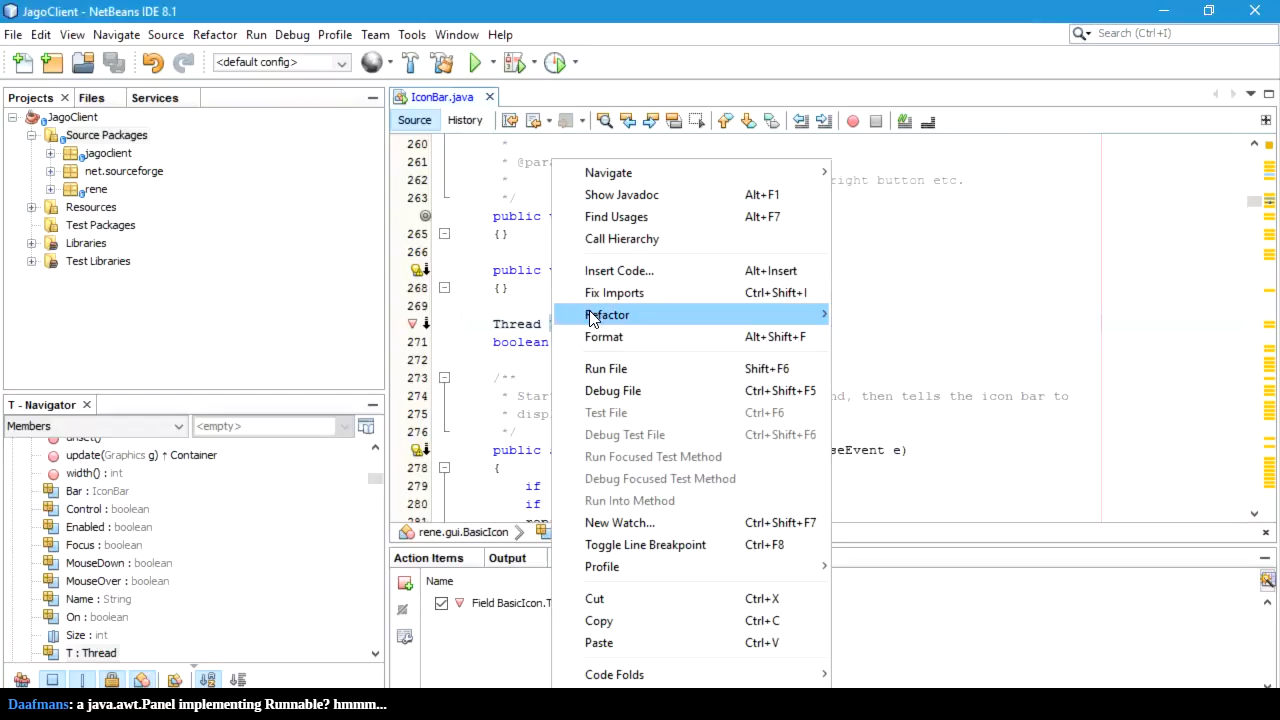 JagoClient - NetBeans IDE 8.1
File Edit View Navigate Source Refactor Run Debug Profile Team Tools Window Help
Search (Ctrl+I)
<default config>
Projects Files Services
JagoClient
Source Packages
jagoclient
net.sourceforge
rene
Resources
Test Packages
Libraries
Test Libraries
T - Navigator
Members <empty>
update(Graphics g) ↑ Container
width() : int
Bar : IconBar
Control : boolean
Enabled : boolean
Focus : boolean
MouseDown : boolean
MouseOver : boolean
Name : String
On : boolean
Size : int
T : Thread
IconBar.java
Source History
260 *
261 * @para
262 * right button etc.
263 */
public v
265 {}
266
public v
268 {}
269
Thread
271 boolean
272
273 /**
274 * Star nd, then tells the icon bar to
275 * disp
276 */
public seEvent e)
278 {
279 if
280 if
281
rene.gui.BasicIcon
Action Items Output
Name
Field BasicIcon.T
Navigate
Show Javadoc Alt+F1
Find Usages Alt+F7
Call Hierarchy
Insert Code... Alt+Insert
Fix Imports Ctrl+Shift+I
Refactor
Format Alt+Shift+F
Run File Shift+F6
Debug File Ctrl+Shift+F5
Test File Ctrl+F6
Debug Test File Ctrl+Shift+F6
Run Focused Test Method
Debug Focused Test Method
Run Into Method
New Watch... Ctrl+Shift+F7
Toggle Line Breakpoint Ctrl+F8
Profile
Cut Ctrl+X
Copy Ctrl+C
Paste Ctrl+V
Code Folds
Daafmans: a java.awt.Panel implementing Runnable? hmmm...